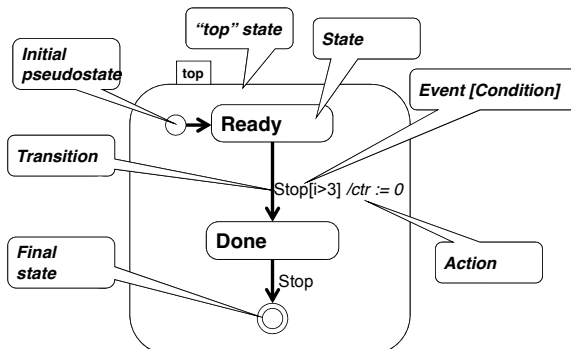 “top” state
State
Initial
pseudostate
top
Event [Condition]
Ready
Transition
Stop[i>3] /ctr := 0
Done
Final
state
Action
Stop